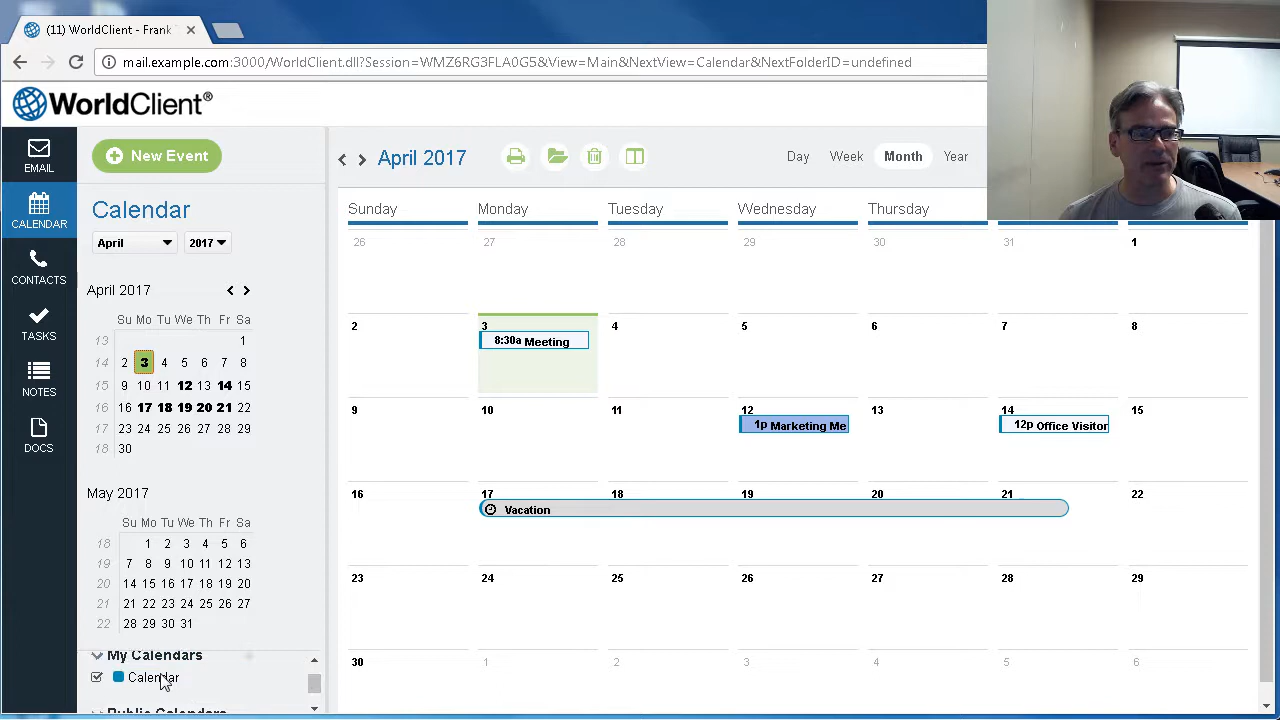 (11) WorldClient - Frank
mail.example.com:3000/WorldClient.dll?Session=WMZ6RG3FLA0G5&View=Main&NextView=Calendar&NextFolderID=undefined
WorldClient®
EMAIL
CALENDAR
CONTACTS
TASKS
NOTES
DOCS
New Event
Calendar
April 2017
April 2017
Su Mo Tu We Th Fr Sa
13 1
14 2 3 4 5 6 7 8
15 9 10 11 12 13 14 15
16 16 17 18 19 20 21 22
17 23 24 25 26 27 28 29
18 30
May 2017
Su Mo Tu We Th Fr Sa
18 1 2 3 4 5 6
19 7 8 9 10 11 12 13
20 14 15 16 17 18 19 20
21 21 22 23 24 25 26 27
22 28 29 30 31
My Calendars
Calendar
Public Calendars
April 2017
Day Week Month Year
Sunday Monday Tuesday Wednesday Thursday
26 27 28 29 30 31 1
2 3 4 5 6 7 8
8:30a Meeting
9 10 11 12 13 14 15
1p Marketing Me
12p Office Visitor
16 17 18 19 20 21 22
Vacation
23 24 25 26 27 28 29
30 1 2 3 4 5 6